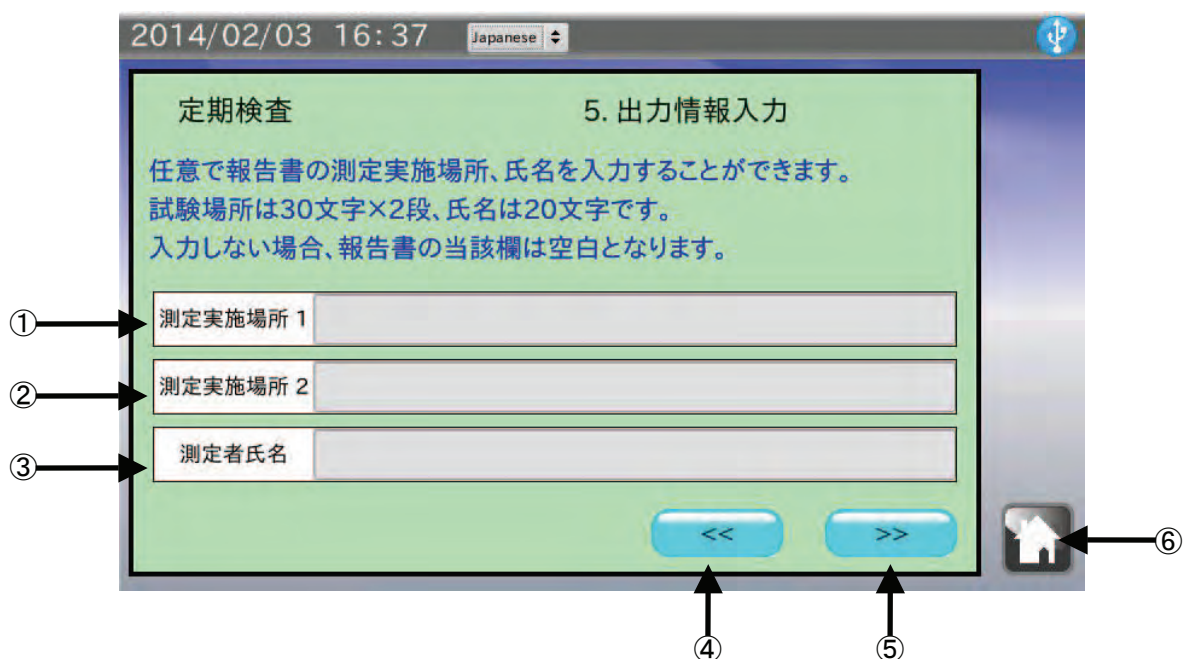 2014/02/03 16:37 Japanese
定期検査 5. 出力情報入力
任意で報告書の測定実施場所、氏名を入力することができます。
試験場所は30文字×2段、氏名は20文字です。
入力しない場合、報告書の当該欄は空白となります。
① 測定実施場所 1
② 測定実施場所 2
③ 測定者氏名
<< >>
⑥
④ ⑤